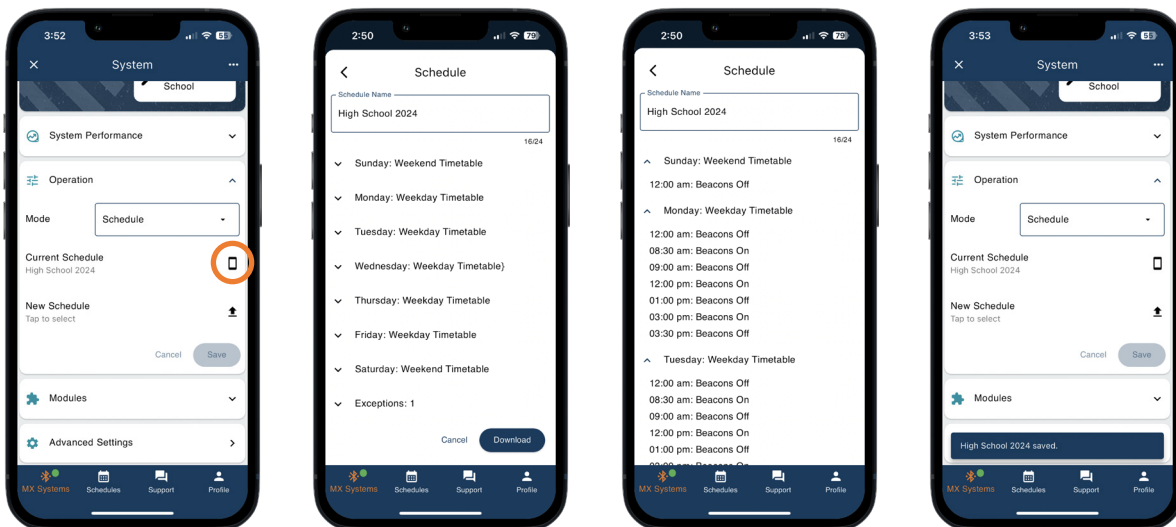 3:52
53
System
School
System Performance
Operation
Mode
Schedule
Current Schedule
High School 2024
New Schedule
Tap to select
Cancel
Save
Modules
Advanced Settings
MX Systems
Schedules
Support
Profile
2:50
79
Schedule
Schedule Name
High School 2024
16/24
Sunday: Weekend Timetable
Monday: Weekday Timetable
Tuesday: Weekday Timetable
Wednesday: Weekday Timetable}
Thursday: Weekday Timetable
Friday: Weekday Timetable
Saturday: Weekend Timetable
Exceptions: 1
Cancel
Download
MX Systems
Schedules
Support
Profile
2:50
79
Schedule
Schedule Name
High School 2024
16/24
Sunday: Weekend Timetable
12:00 am: Beacons Off
Monday: Weekday Timetable
12:00 am: Beacons Off
08:30 am: Beacons On
09:00 am: Beacons Off
12:00 pm: Beacons On
01:00 pm: Beacons Off
03:00 pm: Beacons On
03:30 pm: Beacons Off
Tuesday: Weekday Timetable
12:00 am: Beacons Off
08:30 am: Beacons On
09:00 am: Beacons Off
12:00 pm: Beacons On
01:00 pm: Beacons Off
MX Systems
Schedules
Support
Profile
3:53
System
School
System Performance
Operation
Mode
Schedule
Current Schedule
High School 2024
New Schedule
Tap to select
Cancel
Save
Modules
High School 2024 saved.
MX Systems
Schedules
Support
Profile